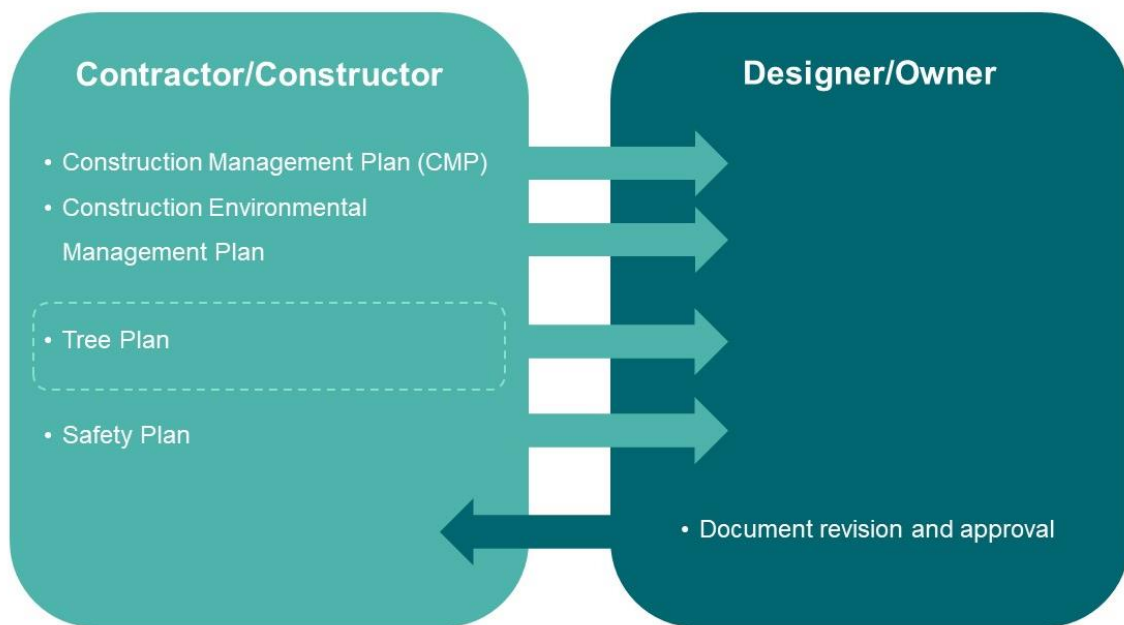 Contractor/Constructor
• Construction Management Plan (CMP)
• Construction Environmental
Management Plan
• Tree Plan
• Safety Plan
Designer/Owner
• Document revision and approval